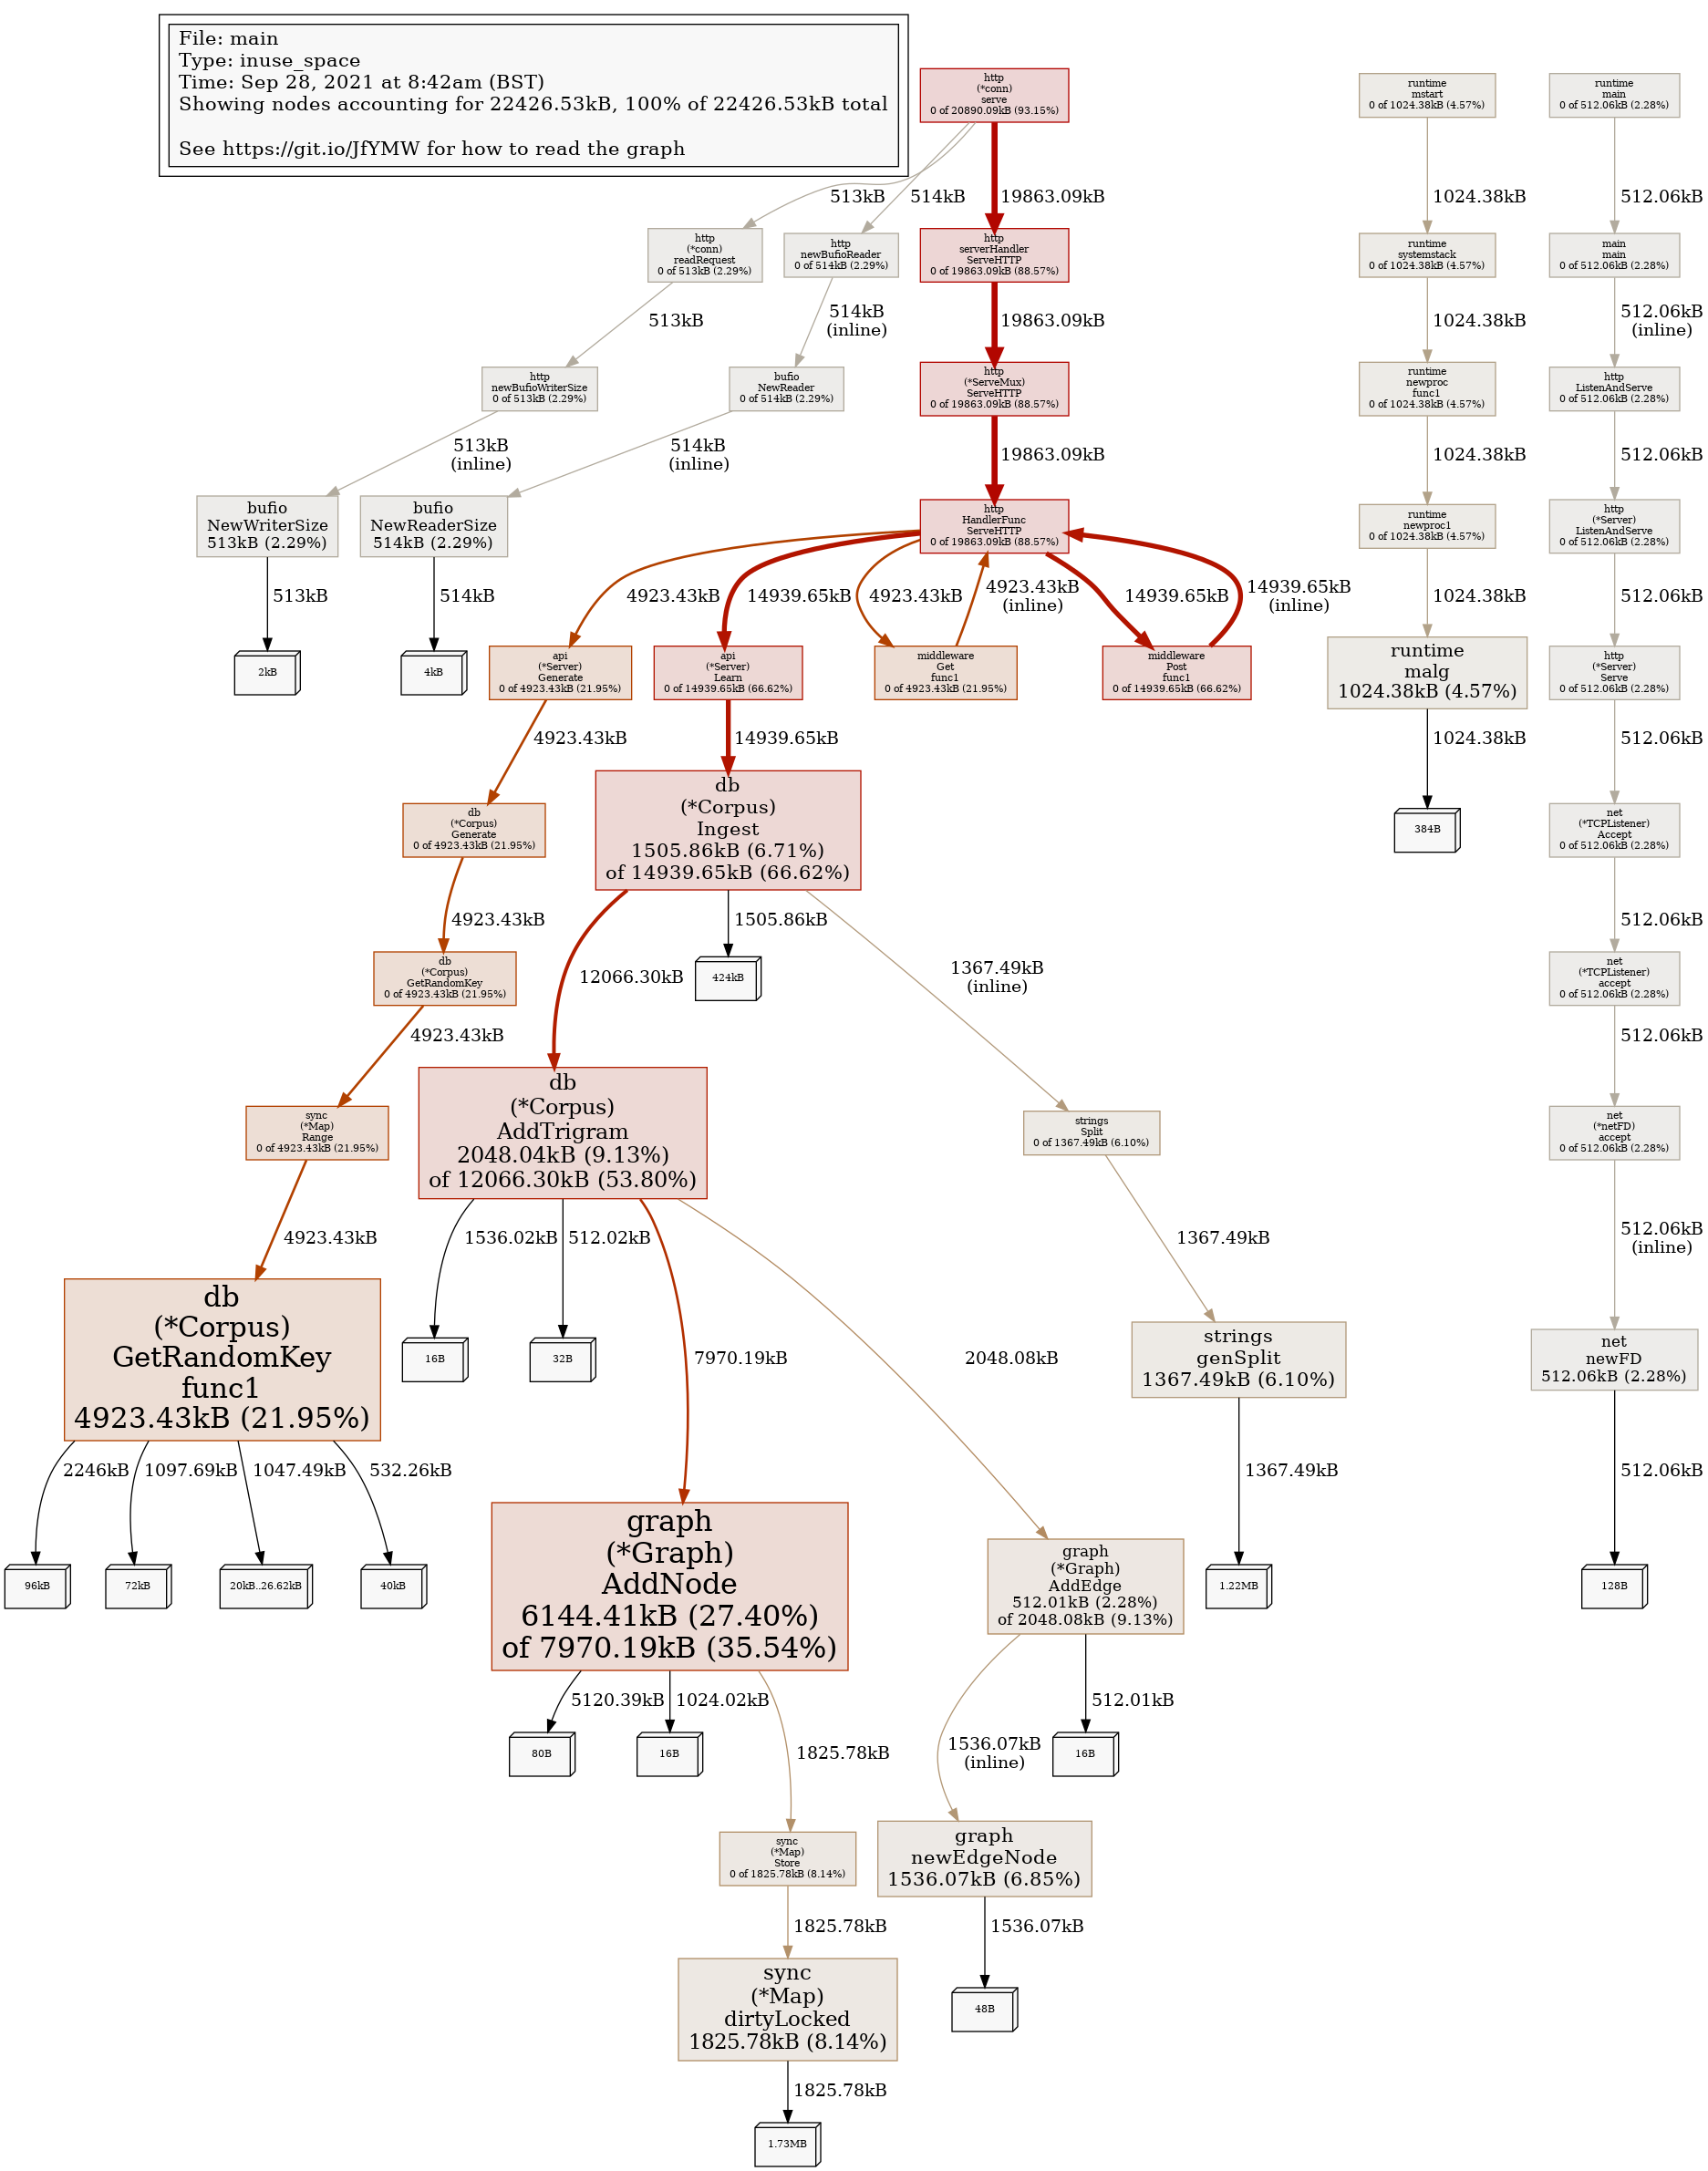 File: main
Type: inuse_space
Time: Sep 28, 2021 at 8:42am (BST)
Showing nodes accounting for 22426.53kB, 100% of 22426.53kB total
See https://git.io/JfYMW for how to read the graph
http
(*conn)
serve
0 of 20890.09kB (93.15%)
runtime
mstart
0 of 1024.38kB (4.57%)
runtime
main
0 of 512.06kB (2.28%)
513kB
514kB
19863.09kB
1024.38kB
512.06kB
http
(*conn)
readRequest
0 of 513kB (2.29%)
http
newBufioReader
0 of 514kB (2.29%)
http
serverHandler
ServeHTTP
0 of 19863.09kB (88.57%)
runtime
systemstack
0 of 1024.38kB (4.57%)
main
main
0 of 512.06kB (2.28%)
513kB
514kB
(inline)
19863.09kB
1024.38kB
512.06kB
(inline)
http
newBufioWriterSize
0 of 513kB (2.29%)
bufio
NewReader
0 of 514kB (2.29%)
http
(*ServeMux)
ServeHTTP
0 of 19863.09kB (88.57%)
runtime
newproc
func1
0 of 1024.38kB (4.57%)
http
ListenAndServe
0 of 512.06kB (2.28%)
513kB
(inline)
514kB
(inline)
19863.09kB
1024.38kB
512.06kB
bufio
NewWriterSize
513kB (2.29%)
bufio
NewReaderSize
514kB (2.29%)
http
HandlerFunc
ServeHTTP
0 of 19863.09kB (88.57%)
runtime
newproc1
0 of 1024.38kB (4.57%)
http
(*Server)
ListenAndServe
0 of 512.06kB (2.28%)
513kB
514kB
4923.43kB
14939.65kB
4923.43kB
4923.43kB
(inline)
14939.65kB
14939.65kB
(inline)
1024.38kB
512.06kB
2kB
4kB
api
(*Server)
Generate
0 of 4923.43kB (21.95%)
api
(*Server)
Learn
0 of 14939.65kB (66.62%)
middleware
Get
func1
0 of 4923.43kB (21.95%)
middleware
Post
func1
0 of 14939.65kB (66.62%)
runtime
malg
1024.38kB (4.57%)
http
(*Server)
Serve
0 of 512.06kB (2.28%)
4923.43kB
14939.65kB
1024.38kB
512.06kB
db
(*Corpus)
Generate
0 of 4923.43kB (21.95%)
db
(*Corpus)
Ingest
1505.86kB (6.71%)
of 14939.65kB (66.62%)
384B
net
(*TCPListener)
Accept
0 of 512.06kB (2.28%)
4923.43kB
12066.30kB
1505.86kB
1367.49kB
(inline)
512.06kB
db
(*Corpus)
GetRandomKey
0 of 4923.43kB (21.95%)
424kB
net
(*TCPListener)
accept
0 of 512.06kB (2.28%)
4923.43kB
512.06kB
sync
(*Map)
Range
0 of 4923.43kB (21.95%)
db
(*Corpus)
AddTrigram
2048.04kB (9.13%)
of 12066.30kB (53.80%)
strings
Split
0 of 1367.49kB (6.10%)
net
(*netFD)
accept
0 of 512.06kB (2.28%)
4923.43kB
1536.02kB
512.02kB
7970.19kB
2048.08kB
1367.49kB
512.06kB
(inline)
db
(*Corpus)
GetRandomKey
func1
4923.43kB (21.95%)
16B
32B
strings
genSplit
1367.49kB (6.10%)
net
newFD
512.06kB (2.28%)
2246kB
1097.69kB
1047.49kB
532.26kB
1367.49kB
512.06kB
96kB
72kB
20kB..26.62kB
40kB
graph
(*Graph)
AddNode
6144.41kB (27.40%)
of 7970.19kB (35.54%)
graph
(*Graph)
AddEdge
512.01kB (2.28%)
of 2048.08kB (9.13%)
1.22MB
128B
5120.39kB
1024.02kB
1825.78kB
1536.07kB
(inline)
512.01kB
80B
16B
16B
sync
(*Map)
Store
0 of 1825.78kB (8.14%)
graph
newEdgeNode
1536.07kB (6.85%)
1825.78kB
1536.07kB
sync
(*Map)
dirtyLocked
1825.78kB (8.14%)
48B
1825.78kB
1.73MB